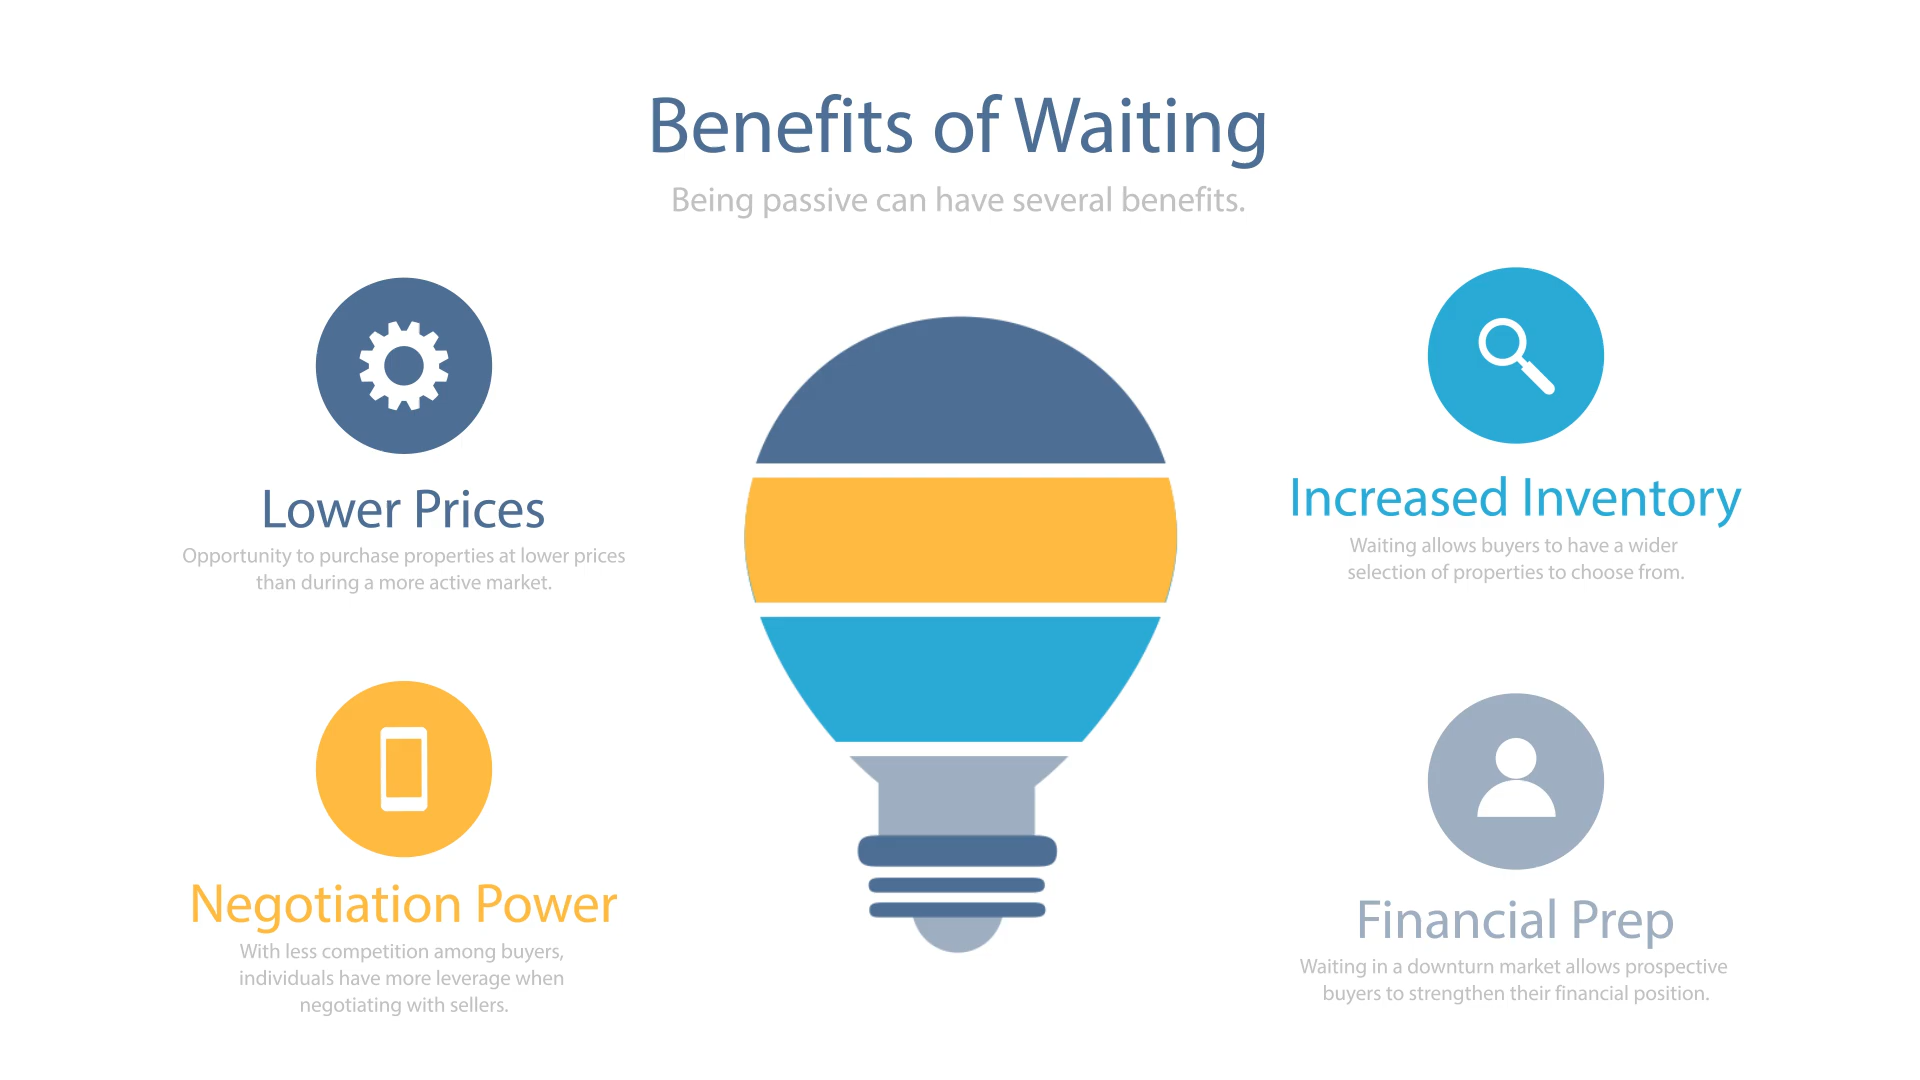 Benefits of Waiting
Being passive can have several benefits.
Lower Prices
Opportunity to purchase properties at lower prices
than during a more active market.
Increased Inventory
Waiting allows buyers to have a wider
selection of properties to choose from.
Negotiation Power
With less competition among buyers,
individuals have more leverage when
negotiating with sellers.
Financial Prep
Waiting in a downturn market allows prospective
buyers to strengthen their financial position.